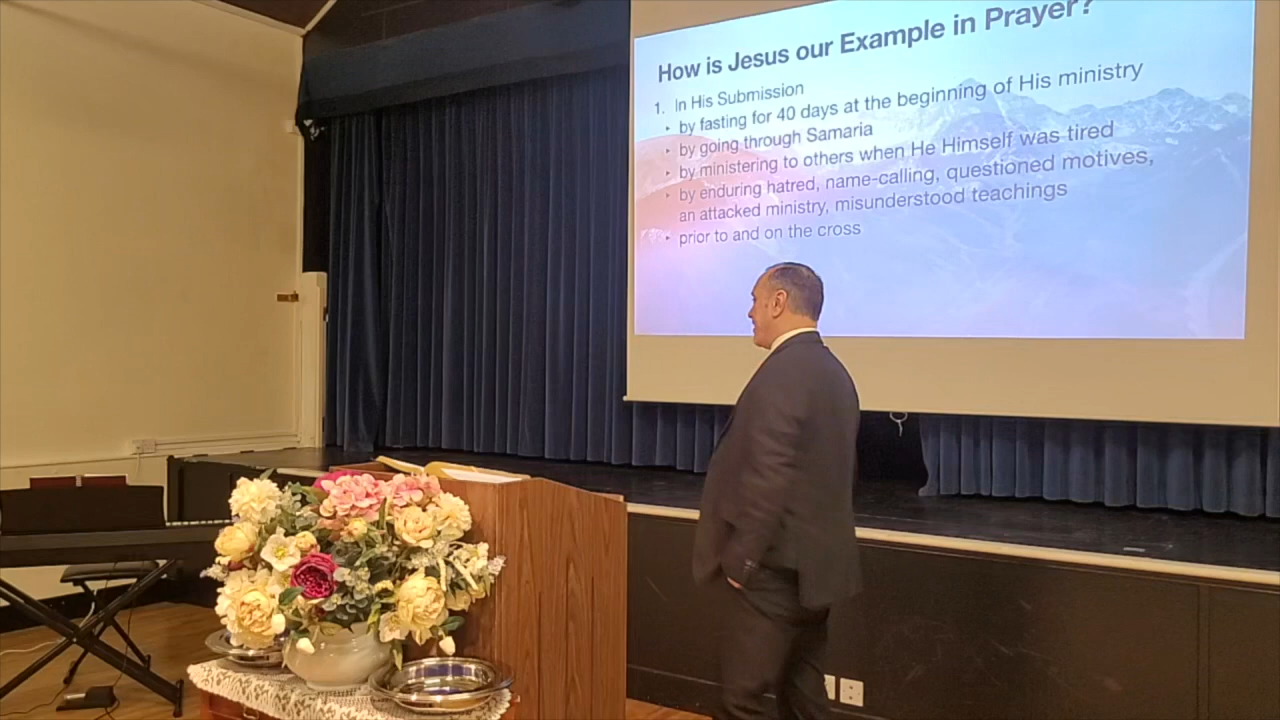 How is Jesus our Example in Prayer?
1. In His Submission
‣ by fasting for 40 days at the beginning of His ministry
‣ by going through Samaria
‣ by ministering to others when He Himself was tired
‣ by enduring hatred, name-calling, questioned motives,
an attacked ministry, misunderstood teachings
‣ prior to and on the cross